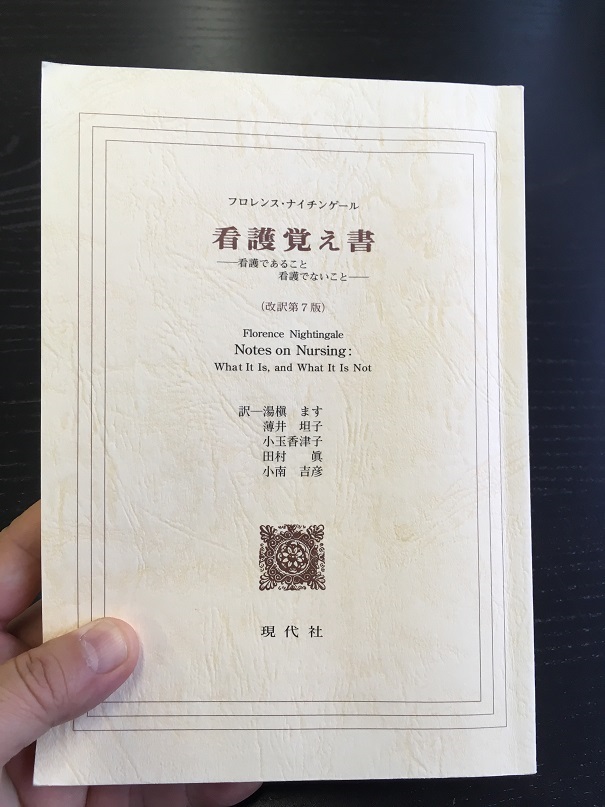 フロレンス・ナイチンゲール
看護覚え書
――看護であること
看護でないこと――
（改訳第７版）
Florence Nightingale
Notes on Nursing:
What It Is, and What It Is Not
訳―湯槇　ます
薄井　坦子
小玉香津子
田村　　眞
小南　吉彦
現代社